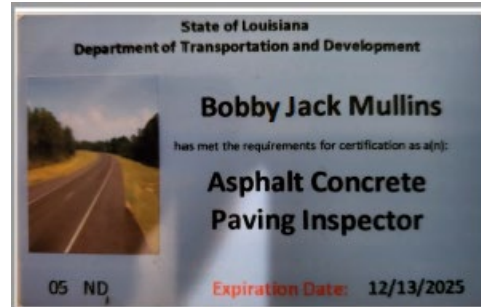 State of Louisiana
Department of Transportation and Development
Bobby Jack Mullins
has met the requirements for certification as a(n):
Asphalt Concrete
Paving Inspector
05 ND
Expiration Date: 12/13/2025